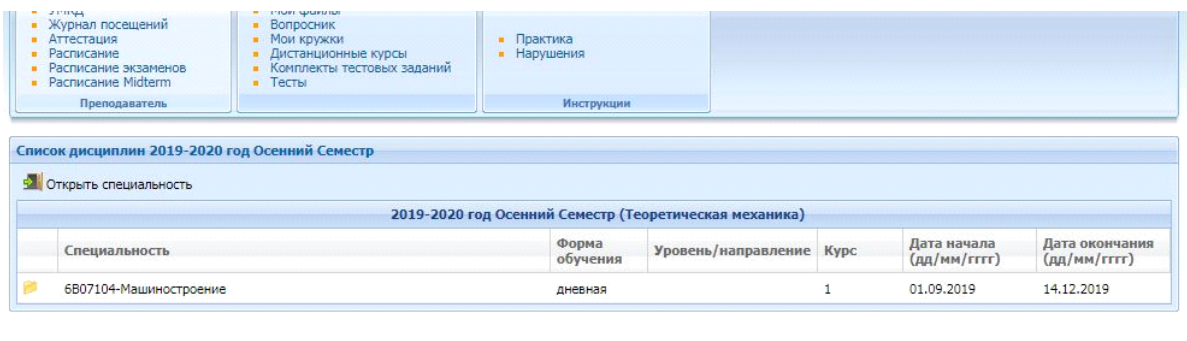 УМКД
Мои файлы
Журнал посещений
Вопросник
Аттестация
Мои кружки
Практика
Расписание
Дистанционные курсы
Нарушения
Расписание экзаменов
Комплекты тестовых заданий
Расписание Midterm
Тесты
Преподаватель
Инструкции
Список дисциплин 2019-2020 год Осенний Семестр
Открыть специальность
2019-2020 год Осенний Семестр (Теоретическая механика)
Специальность
Форма обучения
Уровень/направление
Курс
Дата начала (дд/мм/гггг)
Дата окончания (дд/мм/гггг)
6B07104-Машиностроение
дневная
1
01.09.2019
14.12.2019